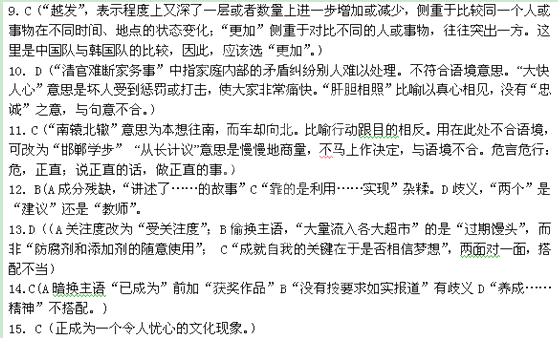 9. C（“越发”，表示程度上又深了一层或者数量上进一步增加或减少，侧重于比较同一个人或
事物在不同时间、地点的状态变化；“更加”侧重于对比不同的人或事物，往往突出一方。这
里是中国队与韩国队的比较，因此，应该选“更加”。）
10. D（“清官难断家务事”中指家庭内部的矛盾纠纷别人难以处理。不符合语境意思。“大快
人心”意思是坏人受到惩罚或打击，使大家非常痛快。“肝胆相照”比喻以真心相见，没有“忠
诚”之意，与句意不合。）
11. C（“南辕北辙”意思为本想往南，而车却向北。比喻行动跟目的相反。用在此处不合语境，
可改为“邯郸学步” “从长计议”意思是慢慢地商量，不马上作决定，与语境不合。危言危行：
危，正直；说正直的话，做正直的事。）
12. B(A 成分残缺，“讲述了……的故事”C“靠的是利用……实现”杂糅。D 歧义，“两个”是
“建议”还是“教师”。
13.D（(A 关注度改为“受关注度”；B 偷换主语，“大量流入各大超市”的是“过期馒头”，而
非“防腐剂和添加剂的随意使用”； C“成就自我的关键在于是否相信梦想”，两面对一面，搭
配不当）
14.C(A 暗换主语“已成为”前加“获奖作品”B“没有按要求如实报道”有歧义 D“养成……
精神”不搭配。）
15. C（正成为一个令人忧心的文化现象。）